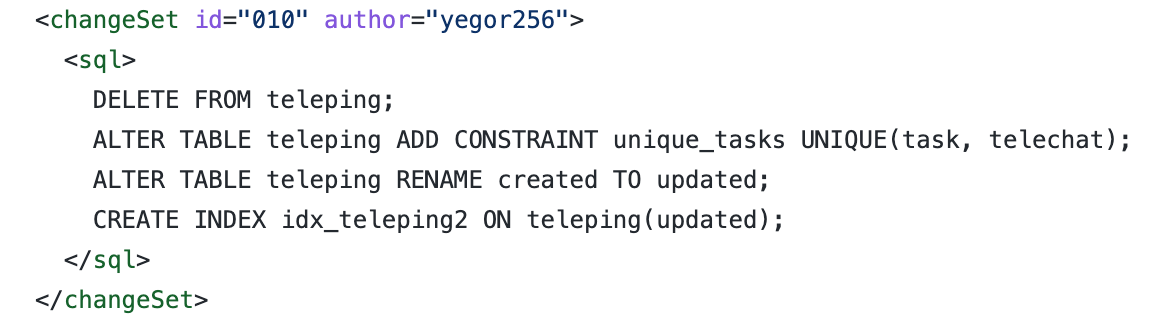 <changeSet id="010" author="yegor256">
<sql>
DELETE FROM teleping;
ALTER TABLE teleping ADD CONSTRAINT unique_tasks UNIQUE(task, telechat);
ALTER TABLE teleping RENAME created TO updated;
CREATE INDEX idx_teleping2 ON teleping(updated);
</sql>
</changeSet>